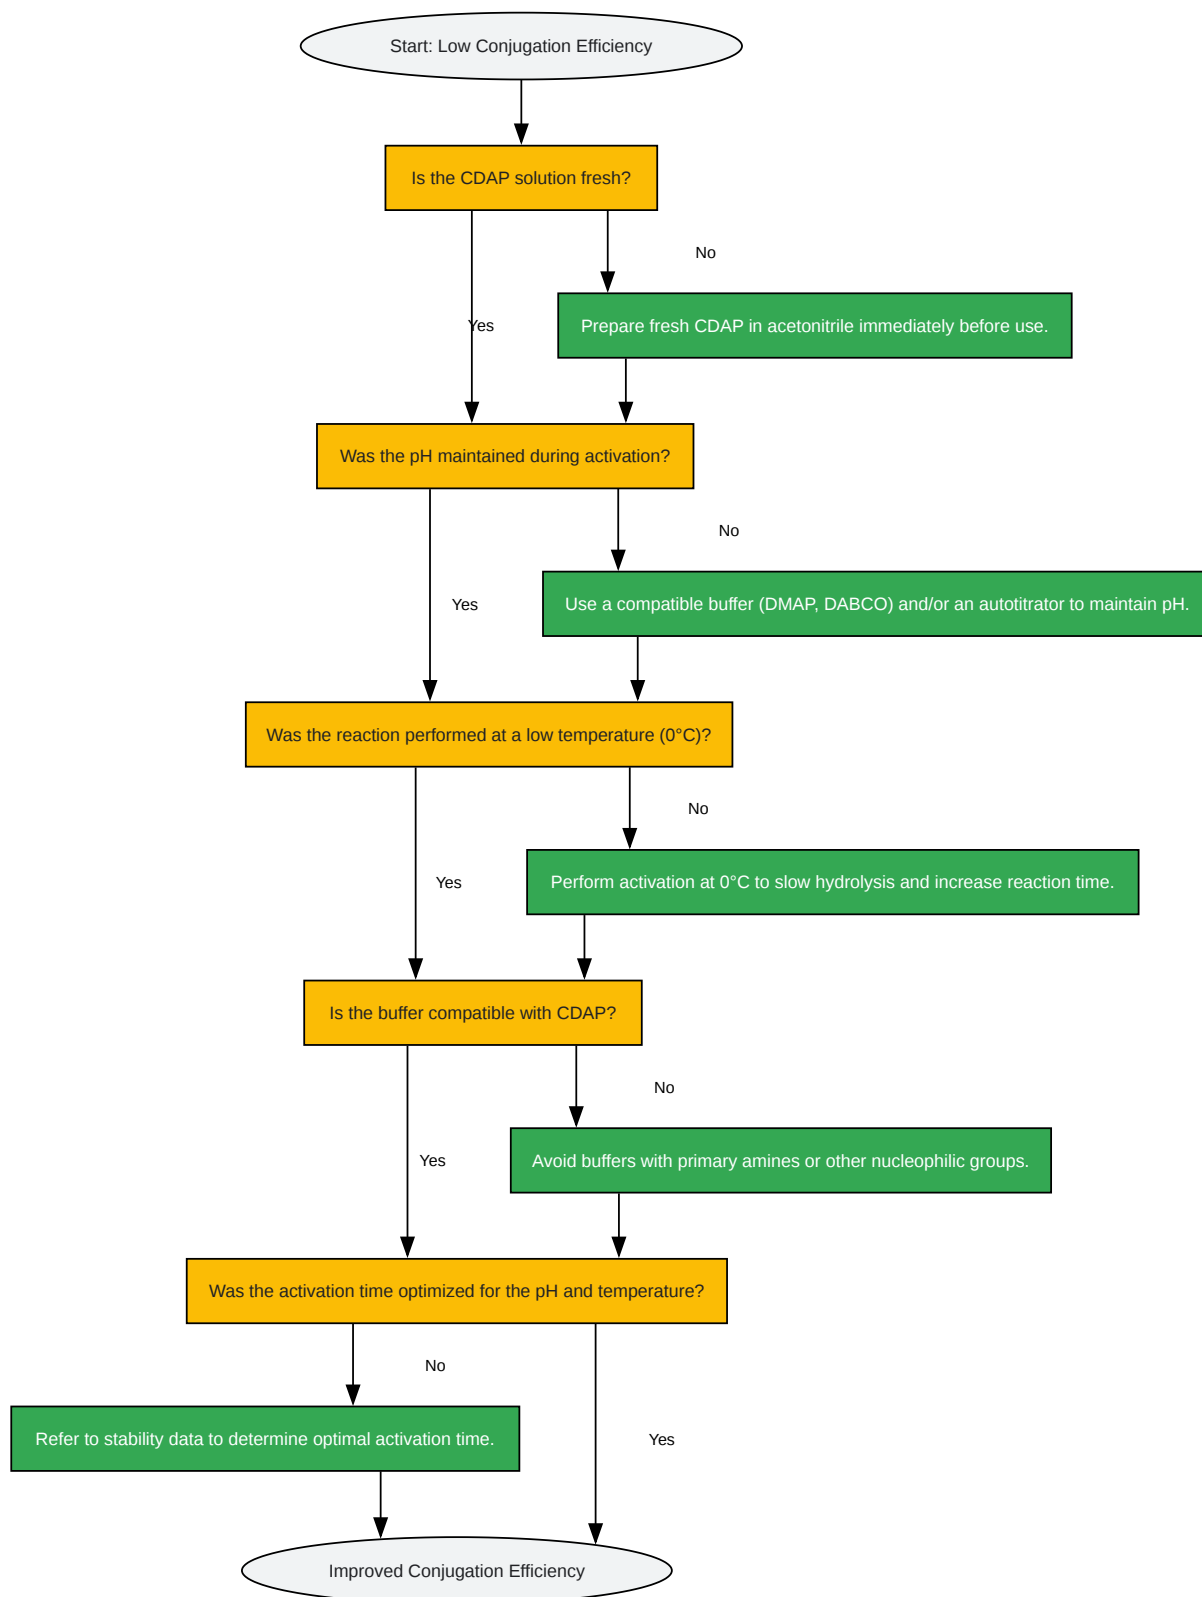 Start: Low Conjugation Efficiency
Is the CDAP solution fresh?
No
Yes
Prepare fresh CDAP in acetonitrile immediately before use.
Was the pH maintained during activation?
No
Yes
Use a compatible buffer (DMAP, DABCO) and/or an autotitrator to maintain pH.
Was the reaction performed at a low temperature (0°C)?
No
Yes
Perform activation at 0°C to slow hydrolysis and increase reaction time.
Is the buffer compatible with CDAP?
No
Yes
Avoid buffers with primary amines or other nucleophilic groups.
Was the activation time optimized for the pH and temperature?
No
Refer to stability data to determine optimal activation time.
Yes
Improved Conjugation Efficiency